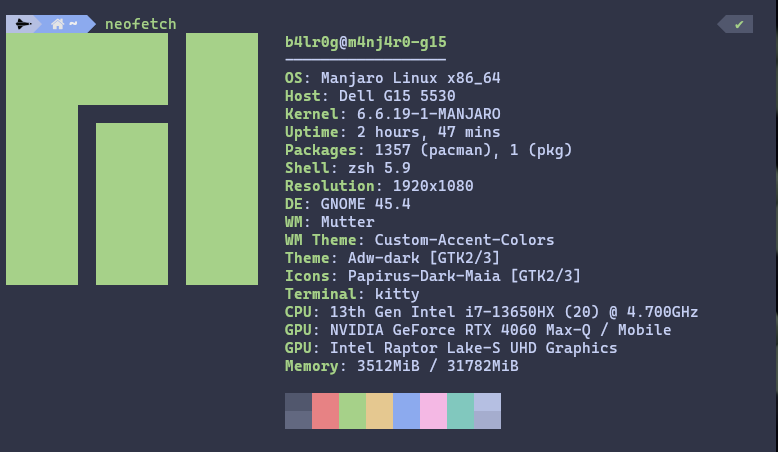 ~ neofetch ✔
b4lr0g@m4nj4r0-g15
OS: Manjaro Linux x86_64
Host: Dell G15 5530
Kernel: 6.6.19-1-MANJARO
Uptime: 2 hours, 47 mins
Packages: 1357 (pacman), 1 (pkg)
Shell: zsh 5.9
Resolution: 1920x1080
DE: GNOME 45.4
WM: Mutter
WM Theme: Custom-Accent-Colors
Theme: Adw-dark [GTK2/3]
Icons: Papirus-Dark-Maia [GTK2/3]
Terminal: kitty
CPU: 13th Gen Intel i7-13650HX (20) @ 4.700GHz
GPU: NVIDIA GeForce RTX 4060 Max-Q / Mobile
GPU: Intel Raptor Lake-S UHD Graphics
Memory: 3512MiB / 31782MiB